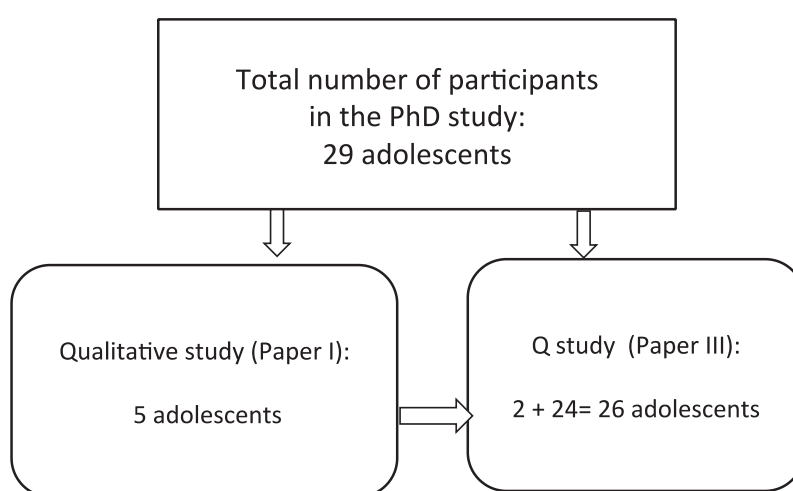 Total number of participants
in the PhD study:
29 adolescents
Qualitative study (Paper I):
5 adolescents
Q study  (Paper III):
2 + 24= 26 adolescents